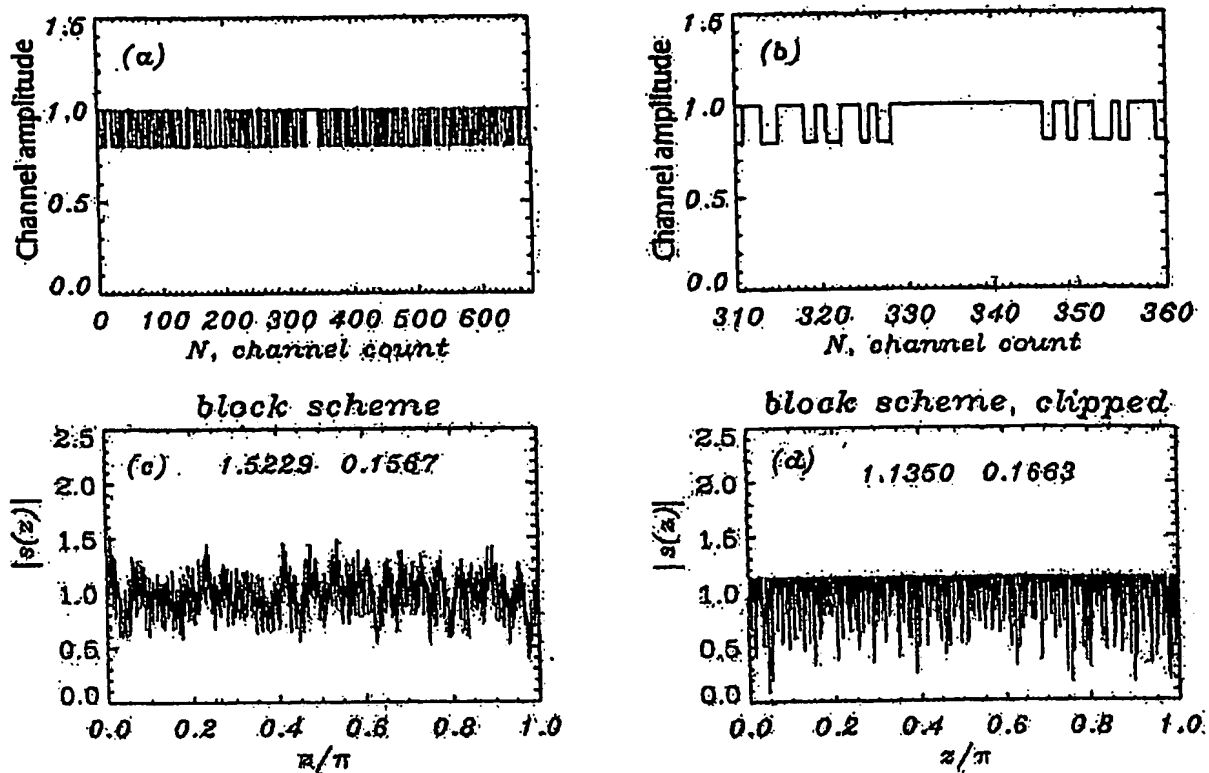 Channel amplitude
1.5
1.0
0.5
0.0
(a)
0 100 200 300 400 500 600
N, channel count
Channel amplitude
1.5
1.0
0.5
0.0
(b)
310 320 330 340 350 360
N, channel count
block scheme
|s(z)|
2.5
2.0
1.5
1.0
0.5
0.0
(c) 1.5229 0.1567
0.0 0.2 0.4 0.6 0.8 1.0
z/π
block scheme, clipped
|s(z)|
2.5
2.0
1.5
1.0
0.5
0.0
(d) 1.1350 0.1663
0.0 0.2 0.4 0.6 0.8 1.0
z/π